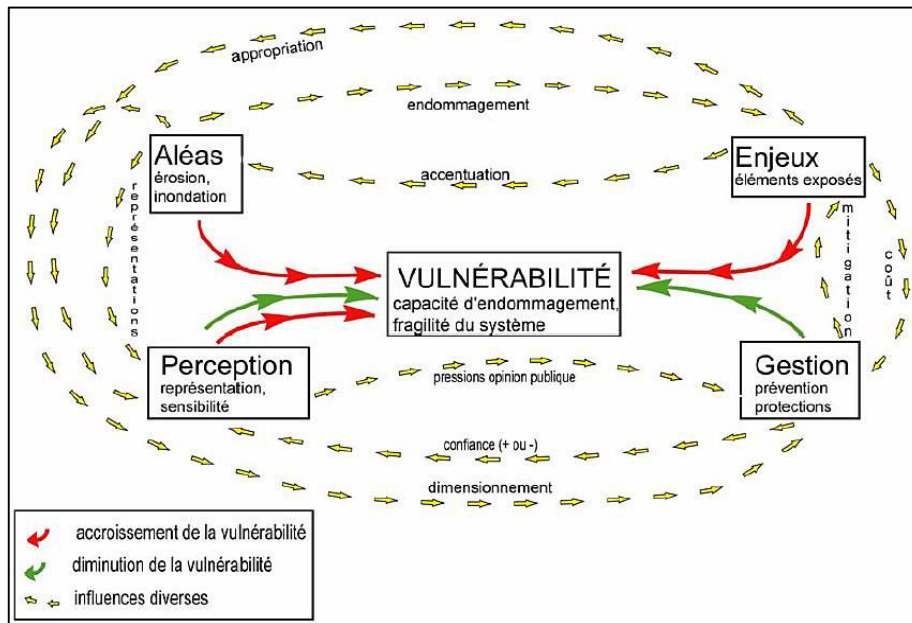 appropriation
endommagement
Aléas
érosion,
inondation
Enjeux
éléments exposés
accentuation
représentations
mitigation
coût
VULNÉRABILITÉ
capacité d'endommagement,
fragilité du système
Perception
représentation,
sensibilité
pressions opinion publique
Gestion
prévention
protections
confiance (+ ou -)
dimensionnement
accroissement de la vulnérabilité
diminution de la vulnérabilité
influences diverses